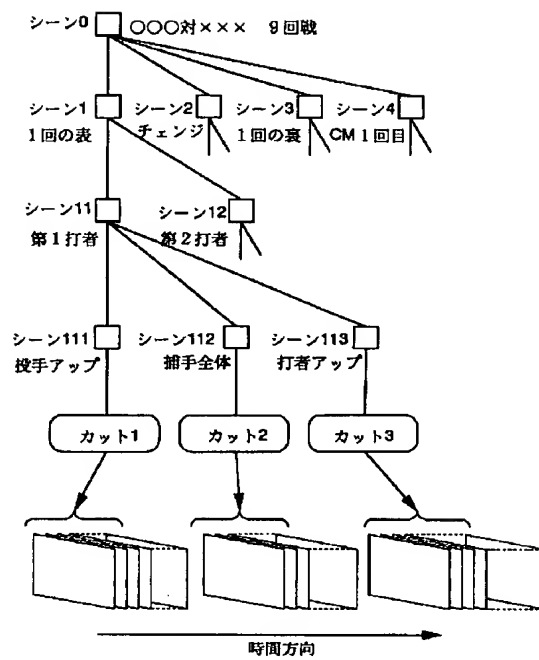 シーン0 ○○○対××× 9回戦
シーン1 シーン2 シーン3 シーン4
1回の表 チェンジ 1回の裏 CM1回目
シーン11 シーン12
第1打者 第2打者
シーン111 シーン112 シーン113
投手アップ 捕手全体 打者アップ
カット1 カット2 カット3
時間方向